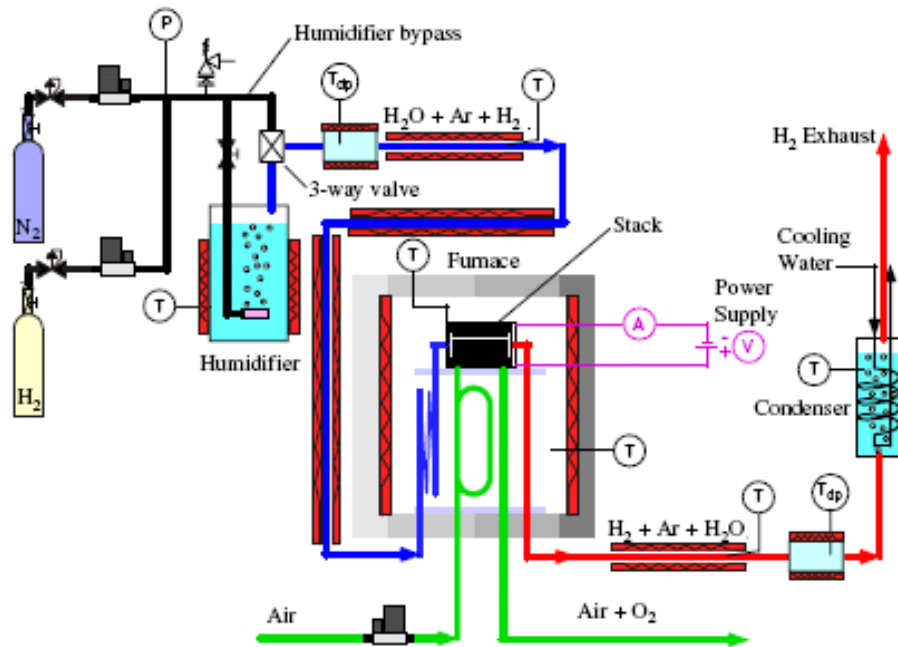 P
Humidifier bypass
Tdp
T
H₂O + Ar + H₂
N₂
3-way valve
H₂ Exhaust
Stack
T
Furnace
Cooling
Water
T
Humidifier
H₂
Power
Supply
A
V
- +
T
Condenser
T
T
Tdp
H₂ + Ar + H₂O
Air
Air + O₂